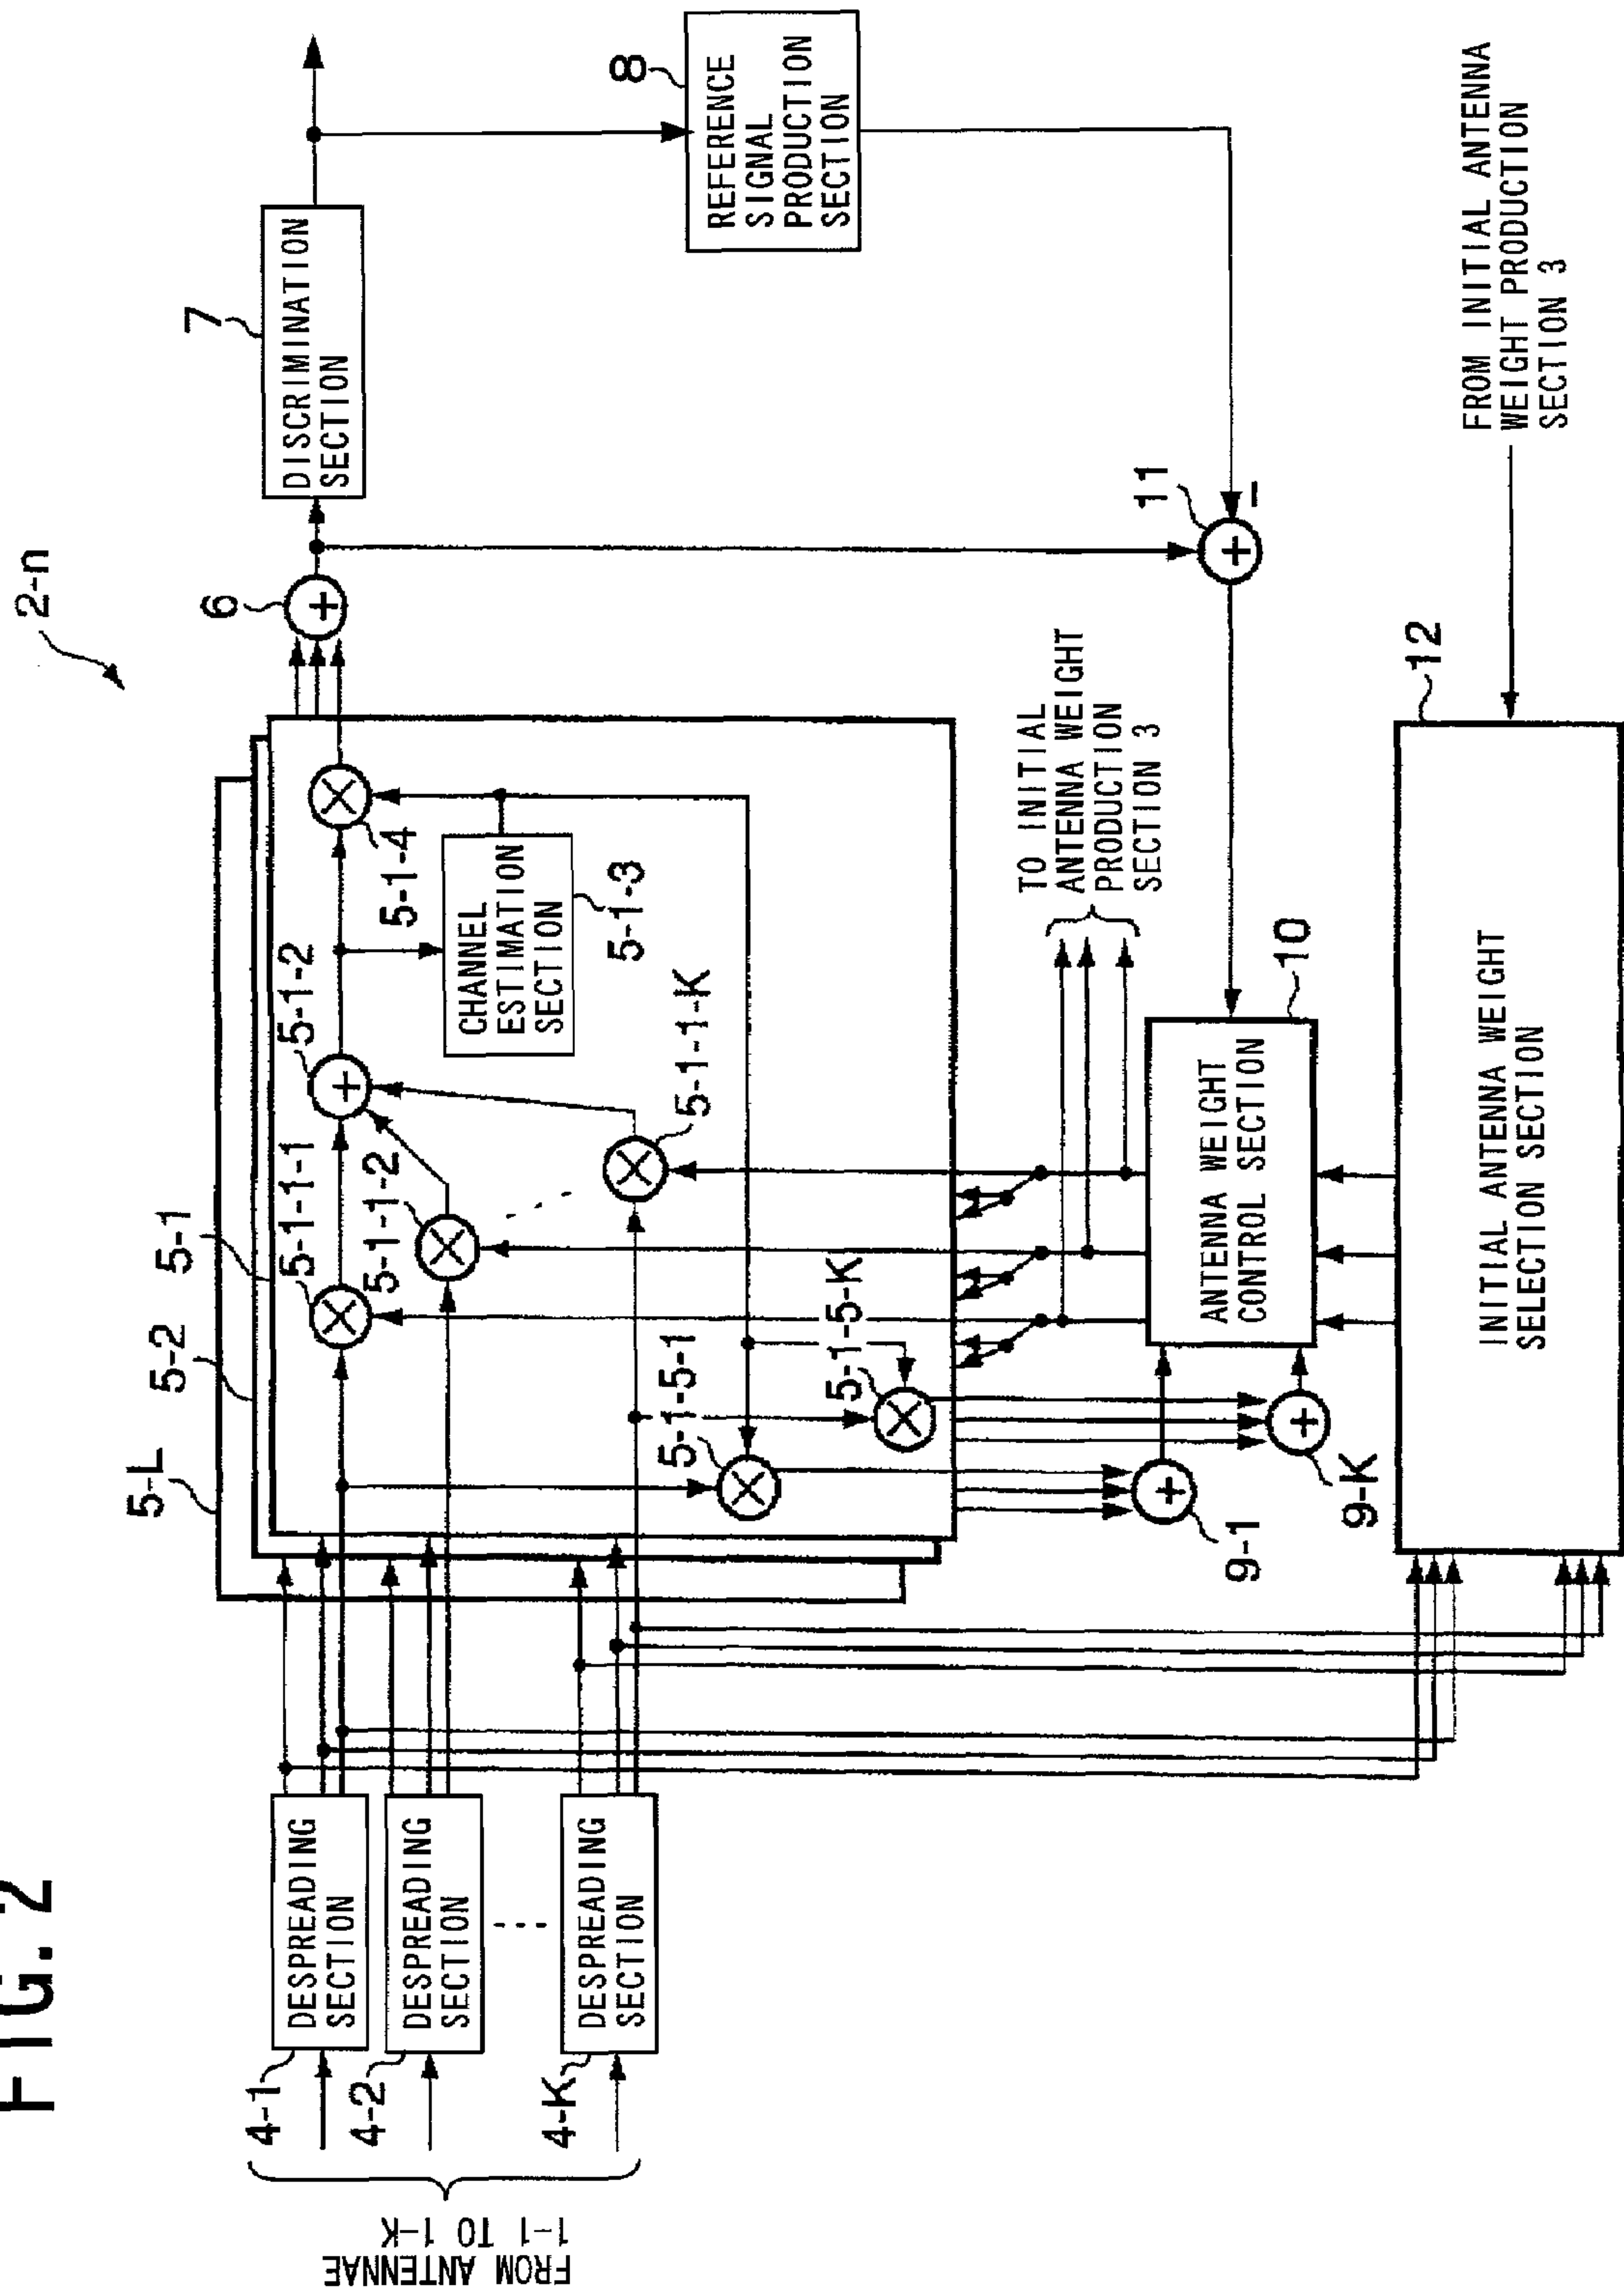 FIG. 2
2-n
FROM ANTENNAE
1-1 TO 1-K
4-1
DESPREADING
SECTION
4-2
DESPREADING
SECTION
4-K
DESPREADING
SECTION
5-L
5-2
5-1
5-1-1-1
5-1-1-2
5-1-1-K
5-1-2
CHANNEL
ESTIMATION
SECTION
5-1-3
5-1-4
5-1-5-1
5-1-5-K
6
7
DISCRIMINATION
SECTION
8
REFERENCE
SIGNAL
PRODUCTION
SECTION
9-1
9-K
10
ANTENNA WEIGHT
CONTROL SECTION
TO INITIAL
ANTENNA WEIGHT
PRODUCTION
SECTION 3
11
12
INITIAL ANTENNA WEIGHT
SELECTION SECTION
FROM INITIAL ANTENNA
WEIGHT PRODUCTION
SECTION 3